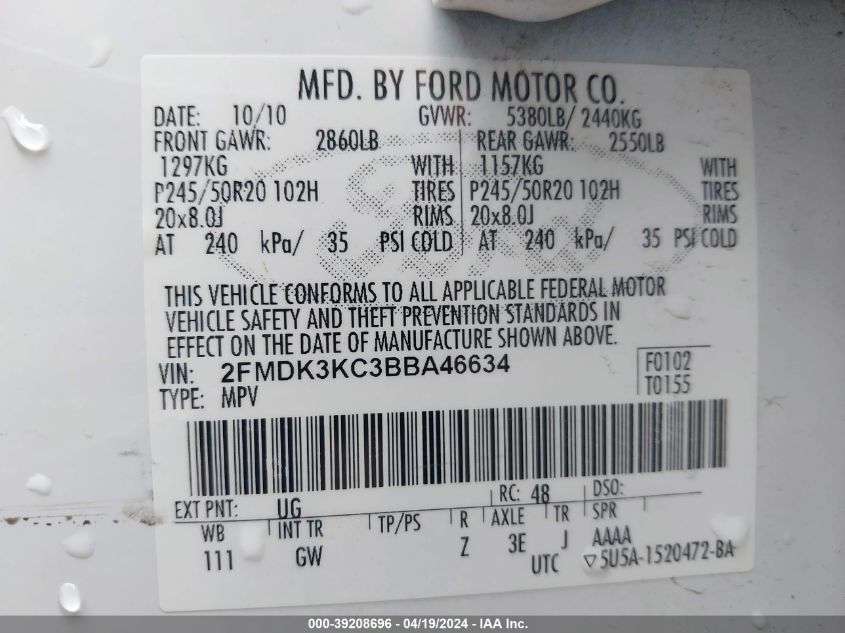 MFD. BY FORD MOTOR CO.
DATE: 10/10 GVWR: 5380LB/ 2440KG
FRONT GAWR: 2860LB REAR GAWR: 2550LB
1297KG WITH 1157KG WITH
P245/50R20 102H TIRES P245/50R20 102H TIRES
20x8.0J RIMS 20x8.0J RIMS
AT 240 kPa/ 35 PSI COLD AT 240 kPa/ 35 PSI COLD
THIS VEHICLE CONFORMS TO ALL APPLICABLE FEDERAL MOTOR
VEHICLE SAFETY AND THEFT PREVENTION STANDARDS IN
EFFECT ON THE DATE OF MANUFACTURE SHOWN ABOVE.
VIN: 2FMDK3KC3BBA46634 F0102
TYPE: MPV T0155
EXT PNT: UG RC: 48 DSO:
WB INT TR TP/PS R AXLE TR SPR
111 GW Z 3E J AAAA
UTC ▽5U5A-1520472-BA
000-39208696 - 04/19/2024 - IAA Inc.